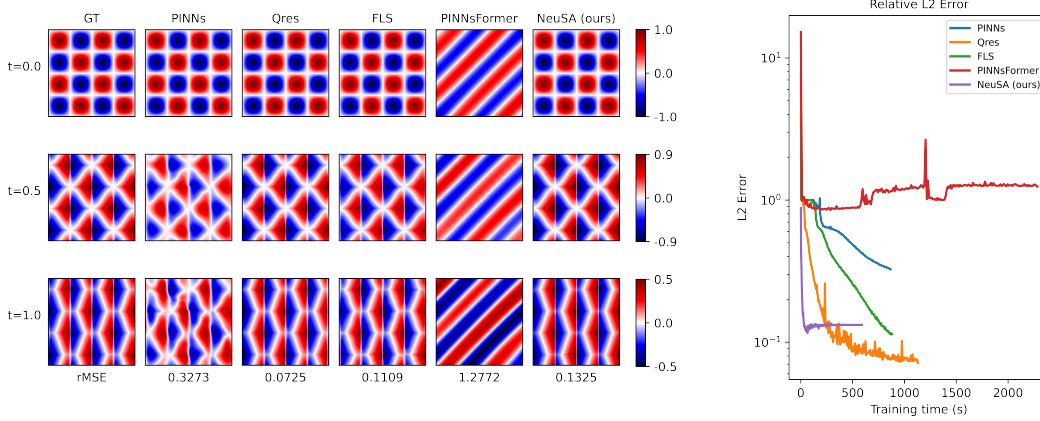 GT PINNs Qres FLS PINNsFormer NeuSA (ours)
t=0.0
1.0
0.0
-1.0
t=0.5
0.9
0.0
-0.9
t=1.0
0.5
0.0
-0.5
rMSE 0.3273 0.0725 0.1109 1.2772 0.1325
Relative L2 Error
PINNs
Qres
FLS
PINNsFormer
NeuSA (ours)
L2 Error
10¹
10⁰
10⁻¹
0 500 1000 1500 2000
Training time (s)